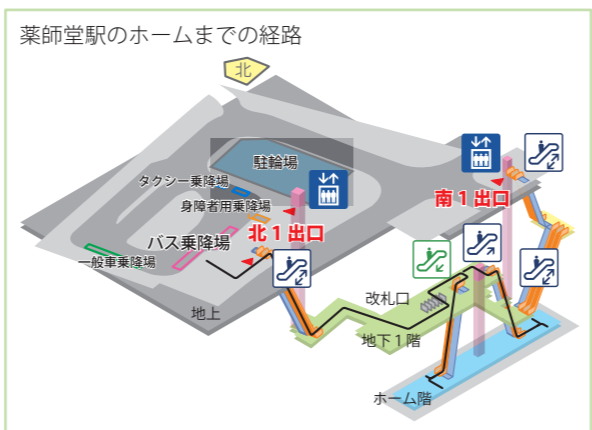 薬師堂駅のホームまでの経路
北
駐輪場
タクシー乗降場
身障者用乗降場
南1出口
北1出口
バス乗降場
一般車乗降場
改札口
地上
地下1階
ホーム階